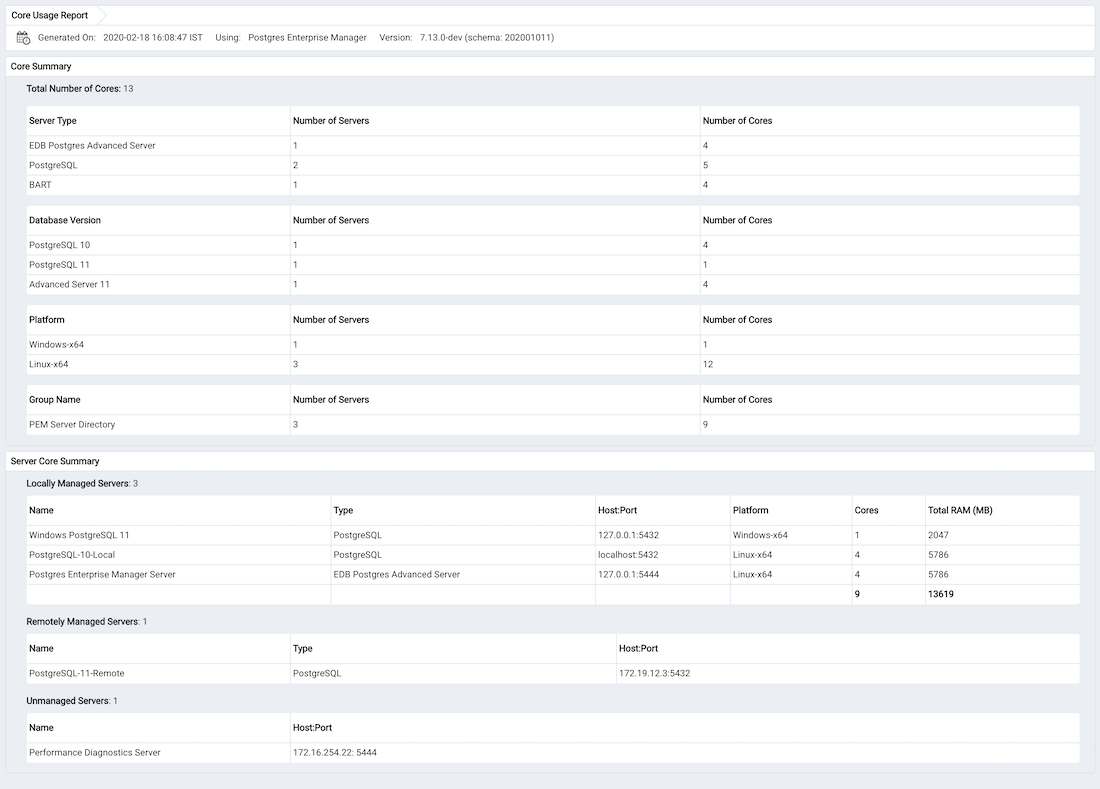 Core Usage Report
Generated On: 2020-02-18 16:08:47 IST Using: Postgres Enterprise Manager Version: 7.13.0-dev (schema: 202001011)
Core Summary
Total Number of Cores: 13
Server Type Number of Servers Number of Cores
EDB Postgres Advanced Server 1 4
PostgreSQL 2 5
BART 1 4
Database Version Number of Servers Number of Cores
PostgreSQL 10 1 4
PostgreSQL 11 1 1
Advanced Server 11 1 4
Platform Number of Servers Number of Cores
Windows-x64 1 1
Linux-x64 3 12
Group Name Number of Servers Number of Cores
PEM Server Directory 3 9
Server Core Summary
Locally Managed Servers: 3
Name Type Host:Port Platform Cores Total RAM (MB)
Windows PostgreSQL 11 PostgreSQL 127.0.0.1:5432 Windows-x64 1 2047
PostgreSQL-10-Local PostgreSQL localhost:5432 Linux-x64 4 5786
Postgres Enterprise Manager Server EDB Postgres Advanced Server 127.0.0.1:5444 Linux-x64 4 5786
9 13619
Remotely Managed Servers: 1
Name Type Host:Port
PostgreSQL-11-Remote PostgreSQL 172.19.12.3:5432
Unmanaged Servers: 1
Name Host:Port
Performance Diagnostics Server 172.16.254.22: 5444